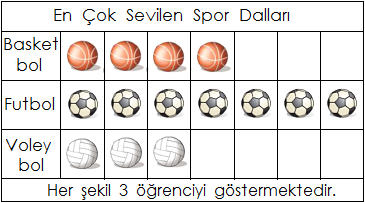 En Çok Sevilen Spor Dalları
Basket
bol
Futbol
Voley
bol
Her şekil 3 öğrenciyi göstermektedir.